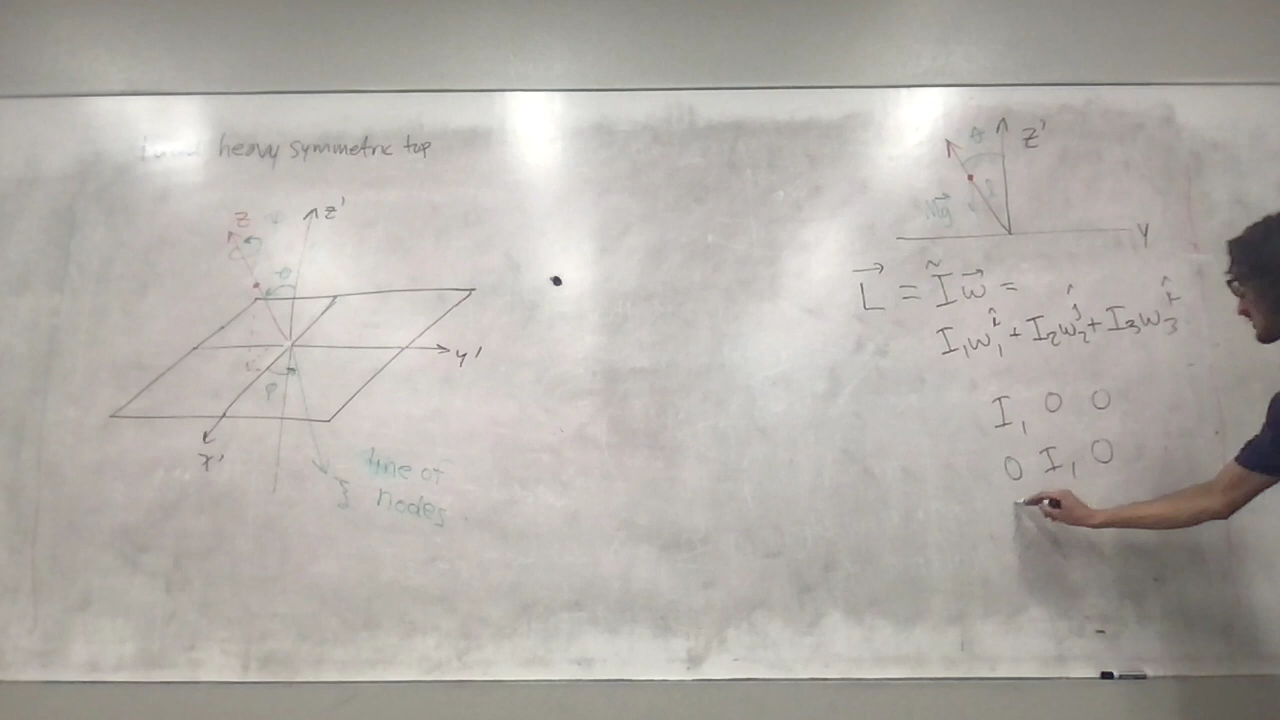 heavy symmetric top
z
z'
θ
y'
φ
x'
ξ
line of
nodes
θ
z'
l
Mg⃗
y
L⃗ = Ĩ ω⃗ =
I₁ω₁î + I₂ω₂ĵ + I₃ω₃k̂
I₁ 0 0
0 I₁ 0